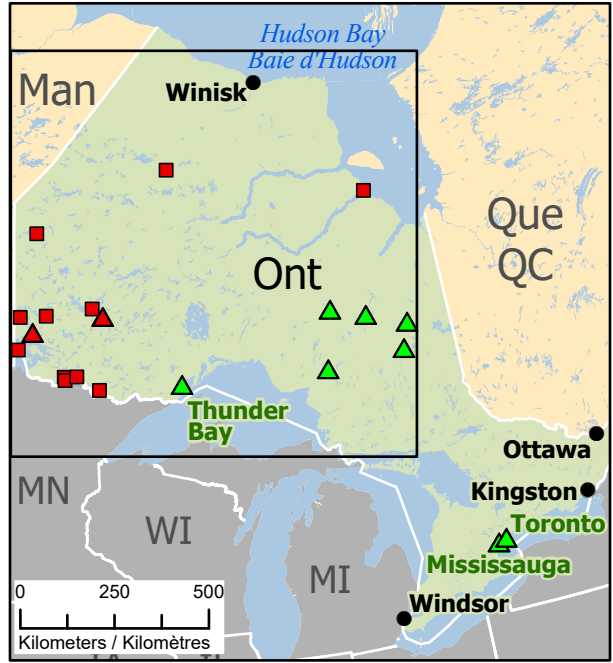 Hudson Bay
Baie d'Hudson
Man
Winisk
Que
QC
Ont
Thunder
Bay
Ottawa
Kingston
MN
WI
Toronto
Mississauga
MI
0 250 500
Windsor
Kilometers / Kilomètres